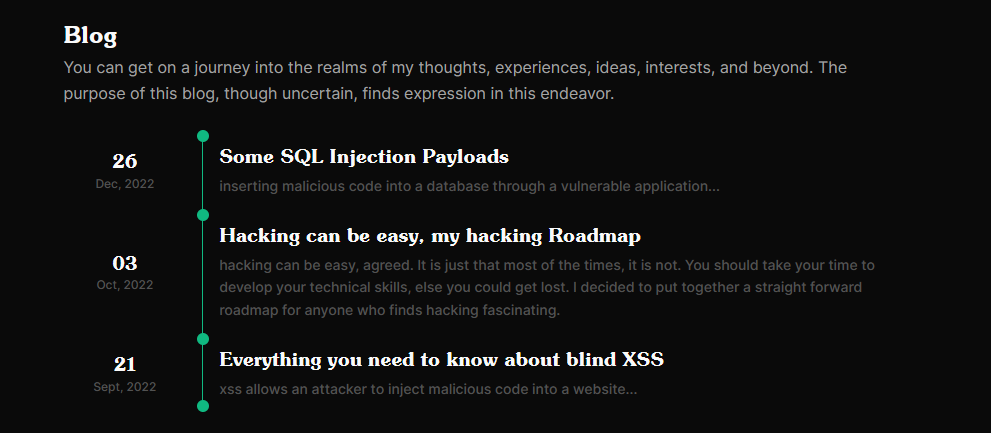 Blog
You can get on a journey into the realms of my thoughts, experiences, ideas, interests, and beyond. The
purpose of this blog, though uncertain, finds expression in this endeavor.
26
Dec, 2022
Some SQL Injection Payloads
inserting malicious code into a database through a vulnerable application...
03
Oct, 2022
Hacking can be easy, my hacking Roadmap
hacking can be easy, agreed. It is just that most of the times, it is not. You should take your time to
develop your technical skills, else you could get lost. I decided to put together a straight forward
roadmap for anyone who finds hacking fascinating.
21
Sept, 2022
Everything you need to know about blind XSS
xss allows an attacker to inject malicious code into a website...